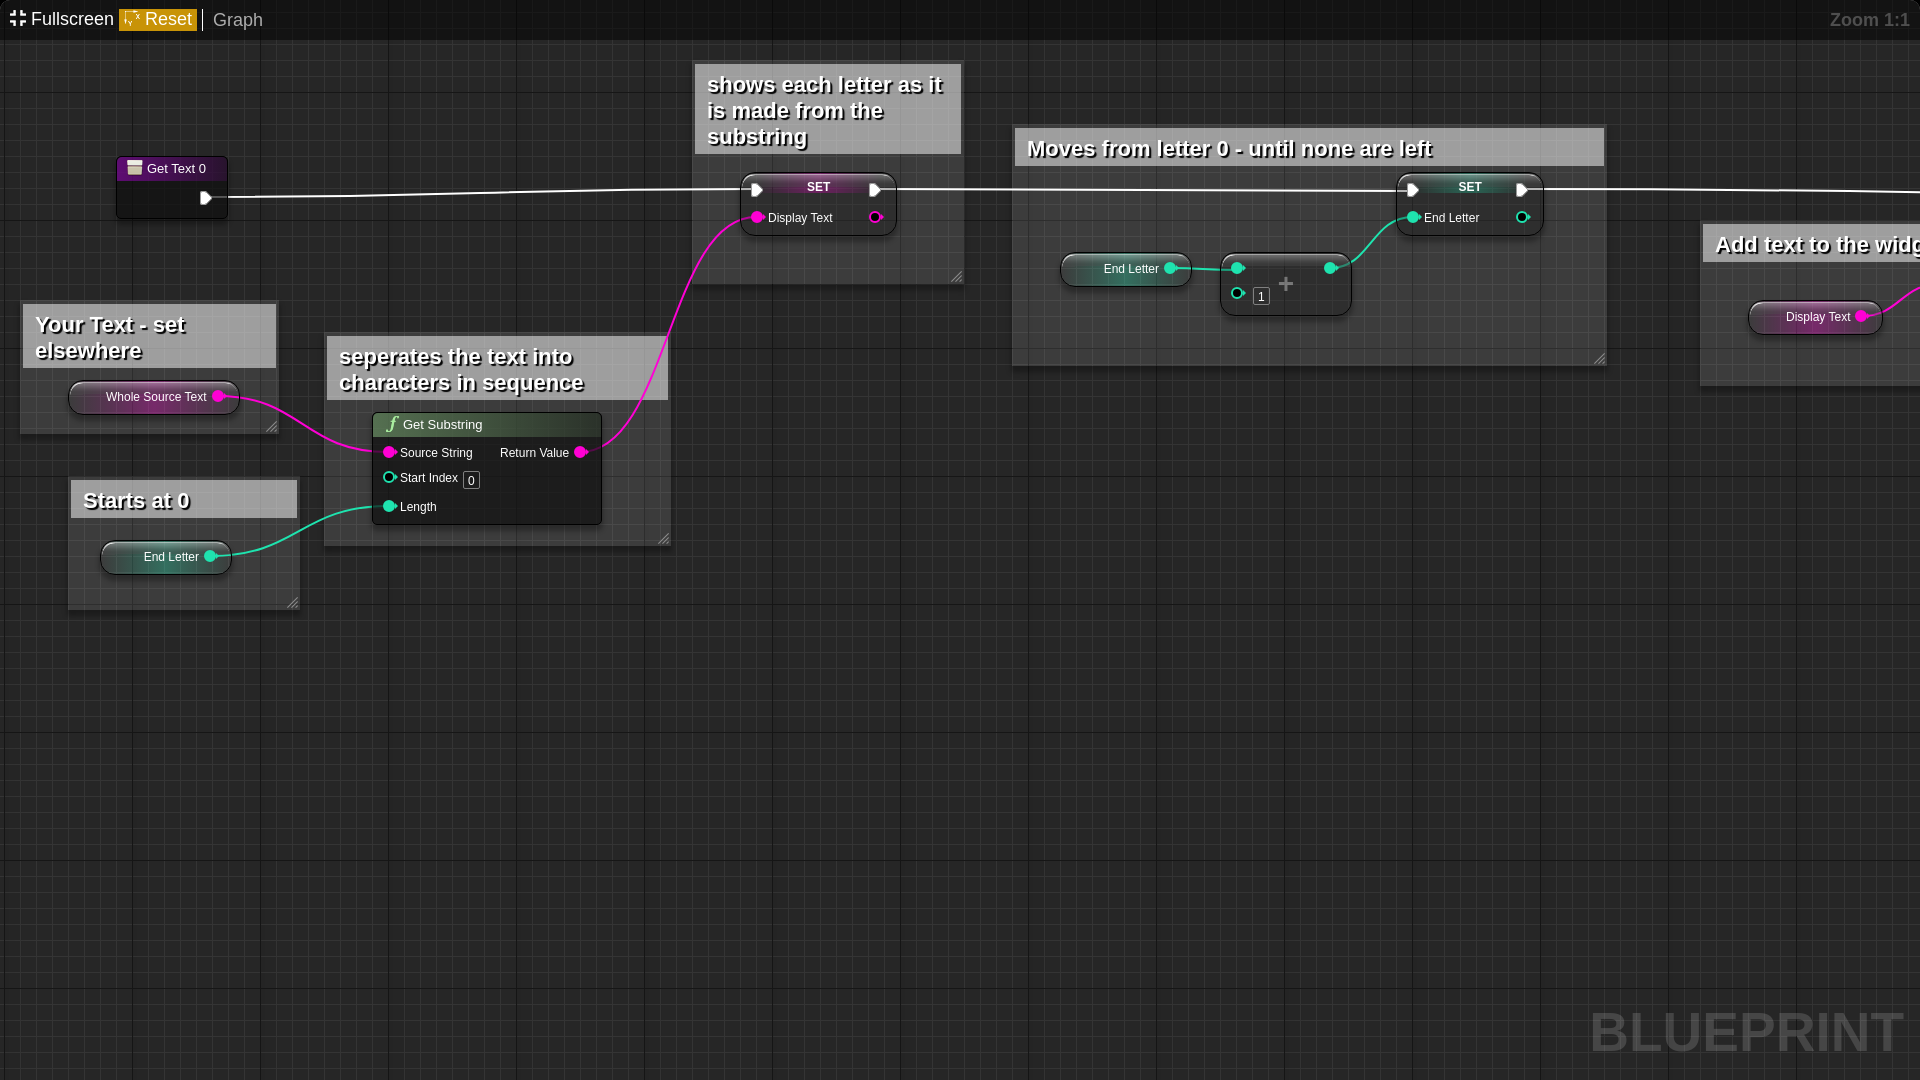 Fullscreen Reset Graph Zoom 1:1
shows each letter as it
is made from the
substring
Moves from letter 0 - until none are left
Get Text 0
SET
Display Text
SET
End Letter
End Letter
1
+
Add text to the widg
Display Text
Your Text - set
elsewhere
Whole Source Text
seperates the text into
characters in sequence
f Get Substring
Source String Return Value
Start Index 0
Length
Starts at 0
End Letter
BLUEPRINT